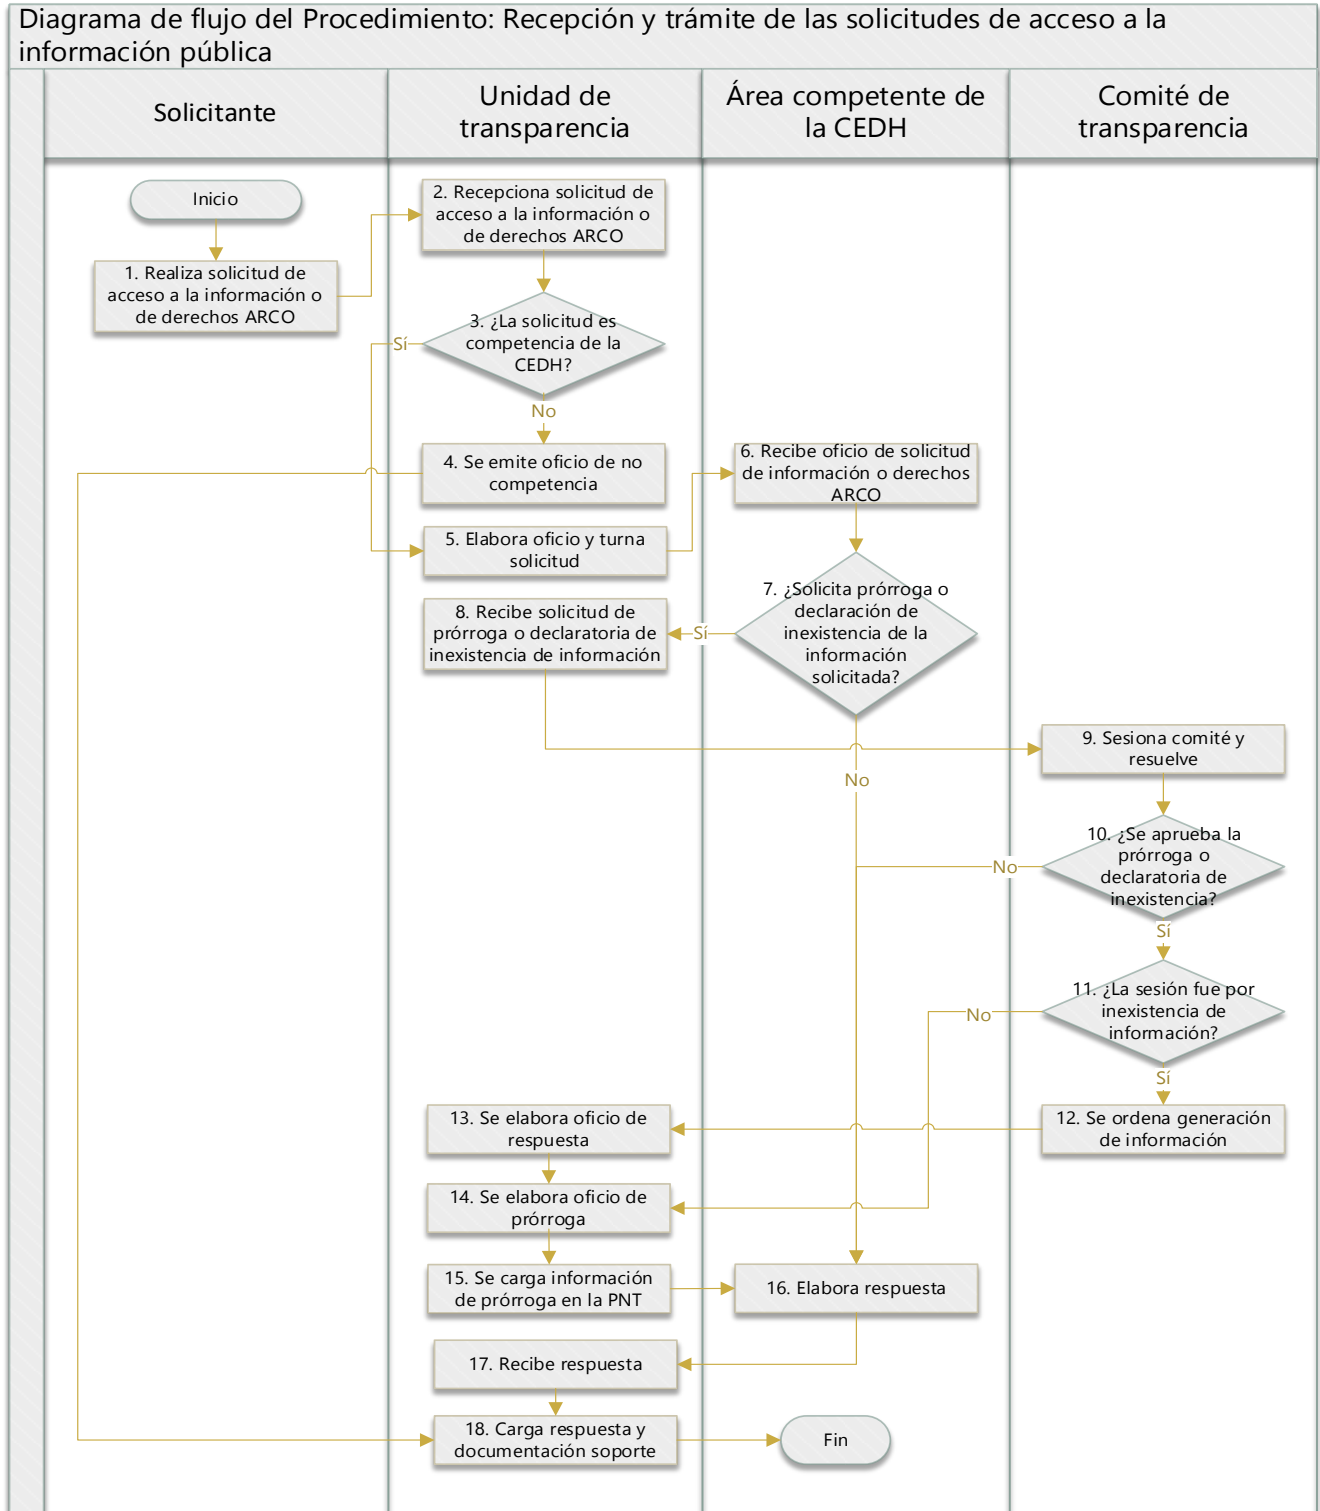 Diagrama de flujo del Procedimiento: Recepción y trámite de las solicitudes de acceso a la
información pública
Solicitante
Unidad de
transparencia
Área competente de
la CEDH
Comité de
transparencia
Inicio
1. Realiza solicitud de
acceso a la información o
de derechos ARCO
2. Recepciona solicitud de
acceso a la información o
de derechos ARCO
3. ¿La solicitud es
competencia de la
CEDH?
Sí
No
4. Se emite oficio de no
competencia
5. Elabora oficio y turna
solicitud
6. Recibe oficio de solicitud
de información o derechos
ARCO
7. ¿Solicita prórroga o
declaración de
inexistencia de la
información
solicitada?
Sí
No
8. Recibe solicitud de
prórroga o declaratoria de
inexistencia de información
9. Sesiona comité y
resuelve
10. ¿Se aprueba la
prórroga o
declaratoria de
inexistencia?
No
Sí
11. ¿La sesión fue por
inexistencia de
información?
No
Sí
12. Se ordena generación
de información
13. Se elabora oficio de
respuesta
14. Se elabora oficio de
prórroga
15. Se carga información
de prórroga en la PNT
16. Elabora respuesta
17. Recibe respuesta
18. Carga respuesta y
documentación soporte
Fin